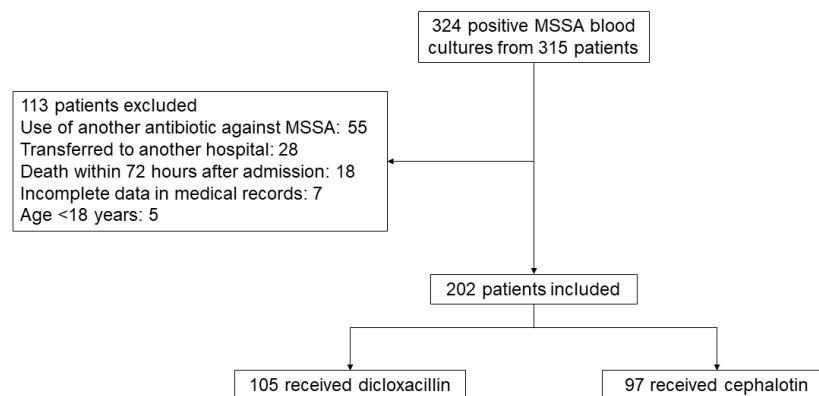 324 positive MSSA blood
cultures from 315 patients
113 patients excluded
Use of another antibiotic against MSSA: 55
Transferred to another hospital: 28
Death within 72 hours after admission: 18
Incomplete data in medical records: 7
Age <18 years: 5
202 patients included
105 received dicloxacillin
97 received cephalotin